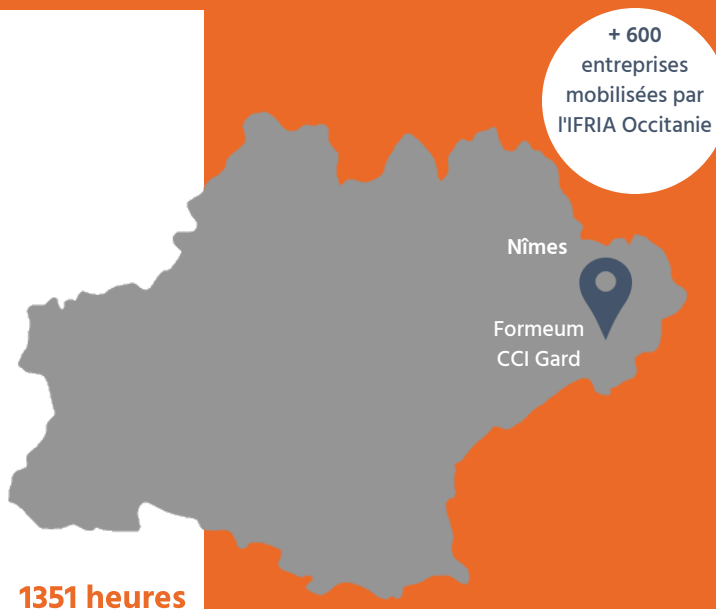 + 600
entreprises
mobilisées par
l'IFRIA Occitanie
Nîmes
Formeum
CCI Gard
1351 heures